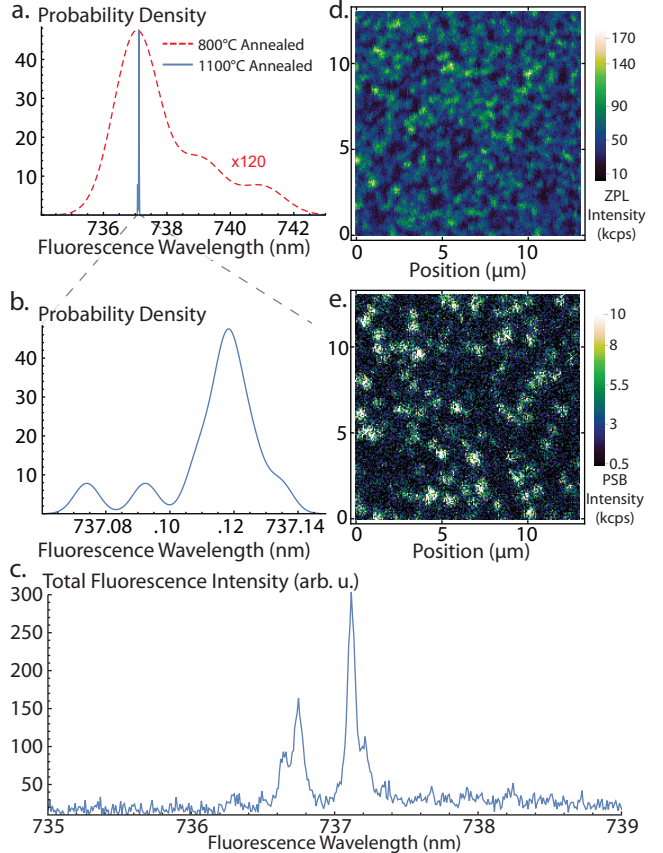 a.
Probability Density
40
30
20
10
800°C Annealed
1100°C Annealed
x120
736
738
740
742
Fluorescence Wavelength (nm)
b.
Probability Density
40
30
20
10
737.08
.10
.12
737.14
Fluorescence Wavelength (nm)
c.
Total Fluorescence Intensity (arb. u.)
300
250
200
150
100
50
735
736
737
738
739
Fluorescence Wavelength (nm)
d.
10
5
0
0
5
10
Position (µm)
170
140
90
50
10
ZPL
Intensity
(kcps)
e.
10
5
0
0
5
10
Position (µm)
10
8
5.5
3
0.5
PSB
Intensity
(kcps)